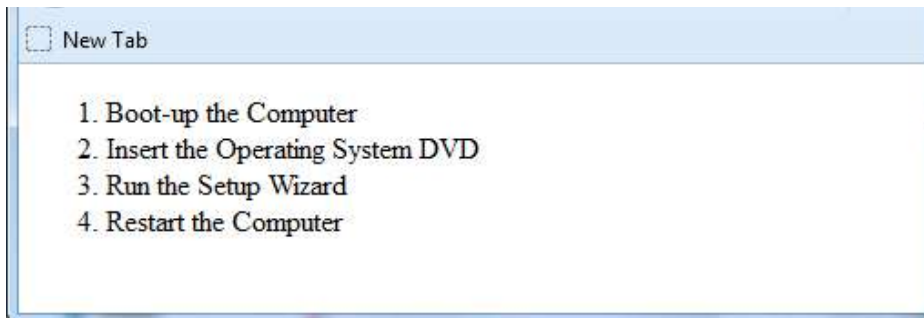 New Tab
1. Boot-up the Computer
2. Insert the Operating System DVD
3. Run the Setup Wizard
4. Restart the Computer